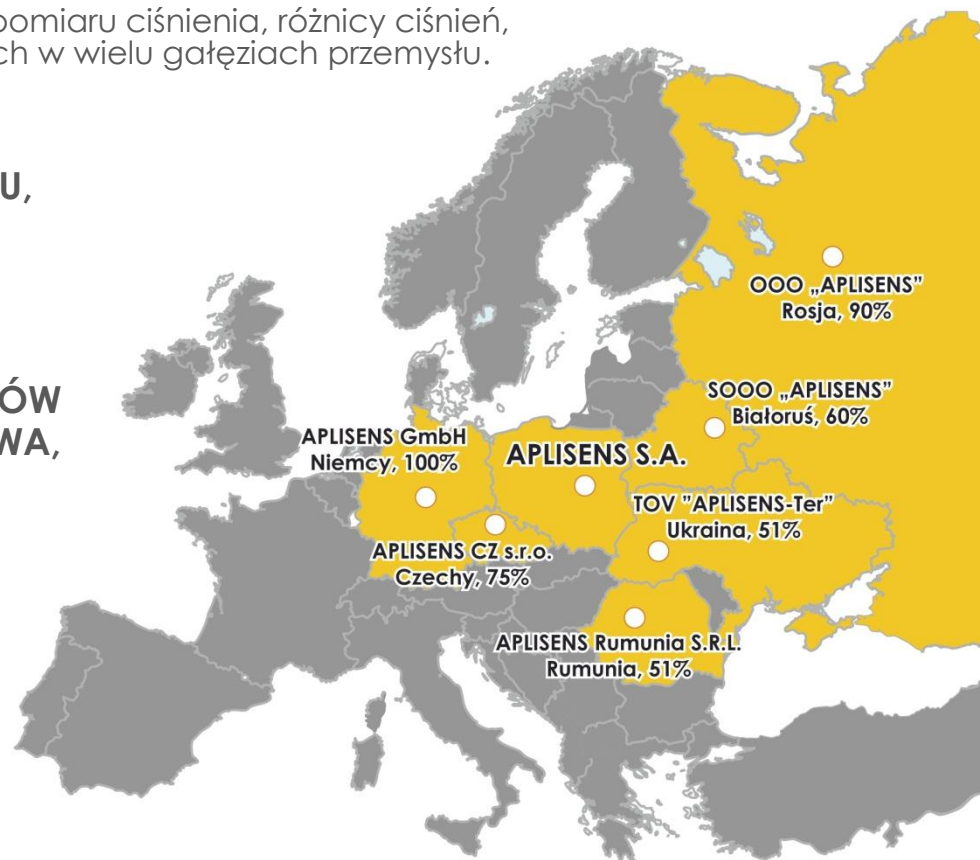 pomiaru ciśnienia, różnicy ciśnień,
ch w wielu gałęziach przemysłu.
U,
ÓW
WA,
OOO „APLISENS”
Rosja, 90%
SOOO „APLISENS”
Białoruś, 60%
APLISENS GmbH
Niemcy, 100%
APLISENS S.A.
TOV "APLISENS-Ter"
Ukraina, 51%
APLISENS CZ s.r.o.
Czechy, 75%
APLISENS Rumunia S.R.L.
Rumunia, 51%